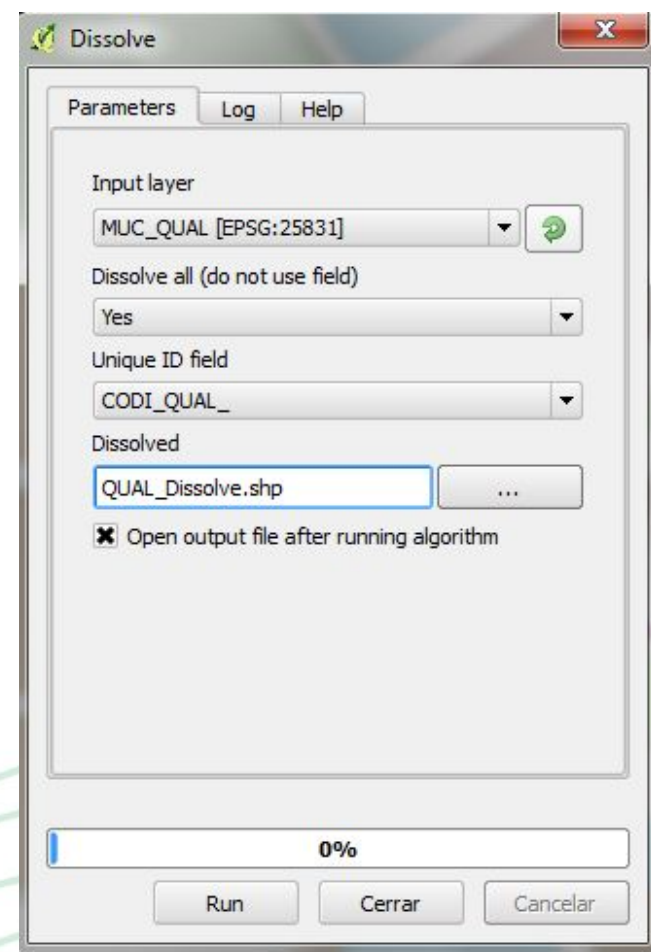 Dissolve
Parameters Log Help
Input layer
MUC_QUAL [EPSG:25831]
Dissolve all (do not use field)
Yes
Unique ID field
CODI_QUAL_
Dissolved
QUAL_Dissolve.shp ...
Open output file after running algorithm
0%
Run Cerrar Cancelar